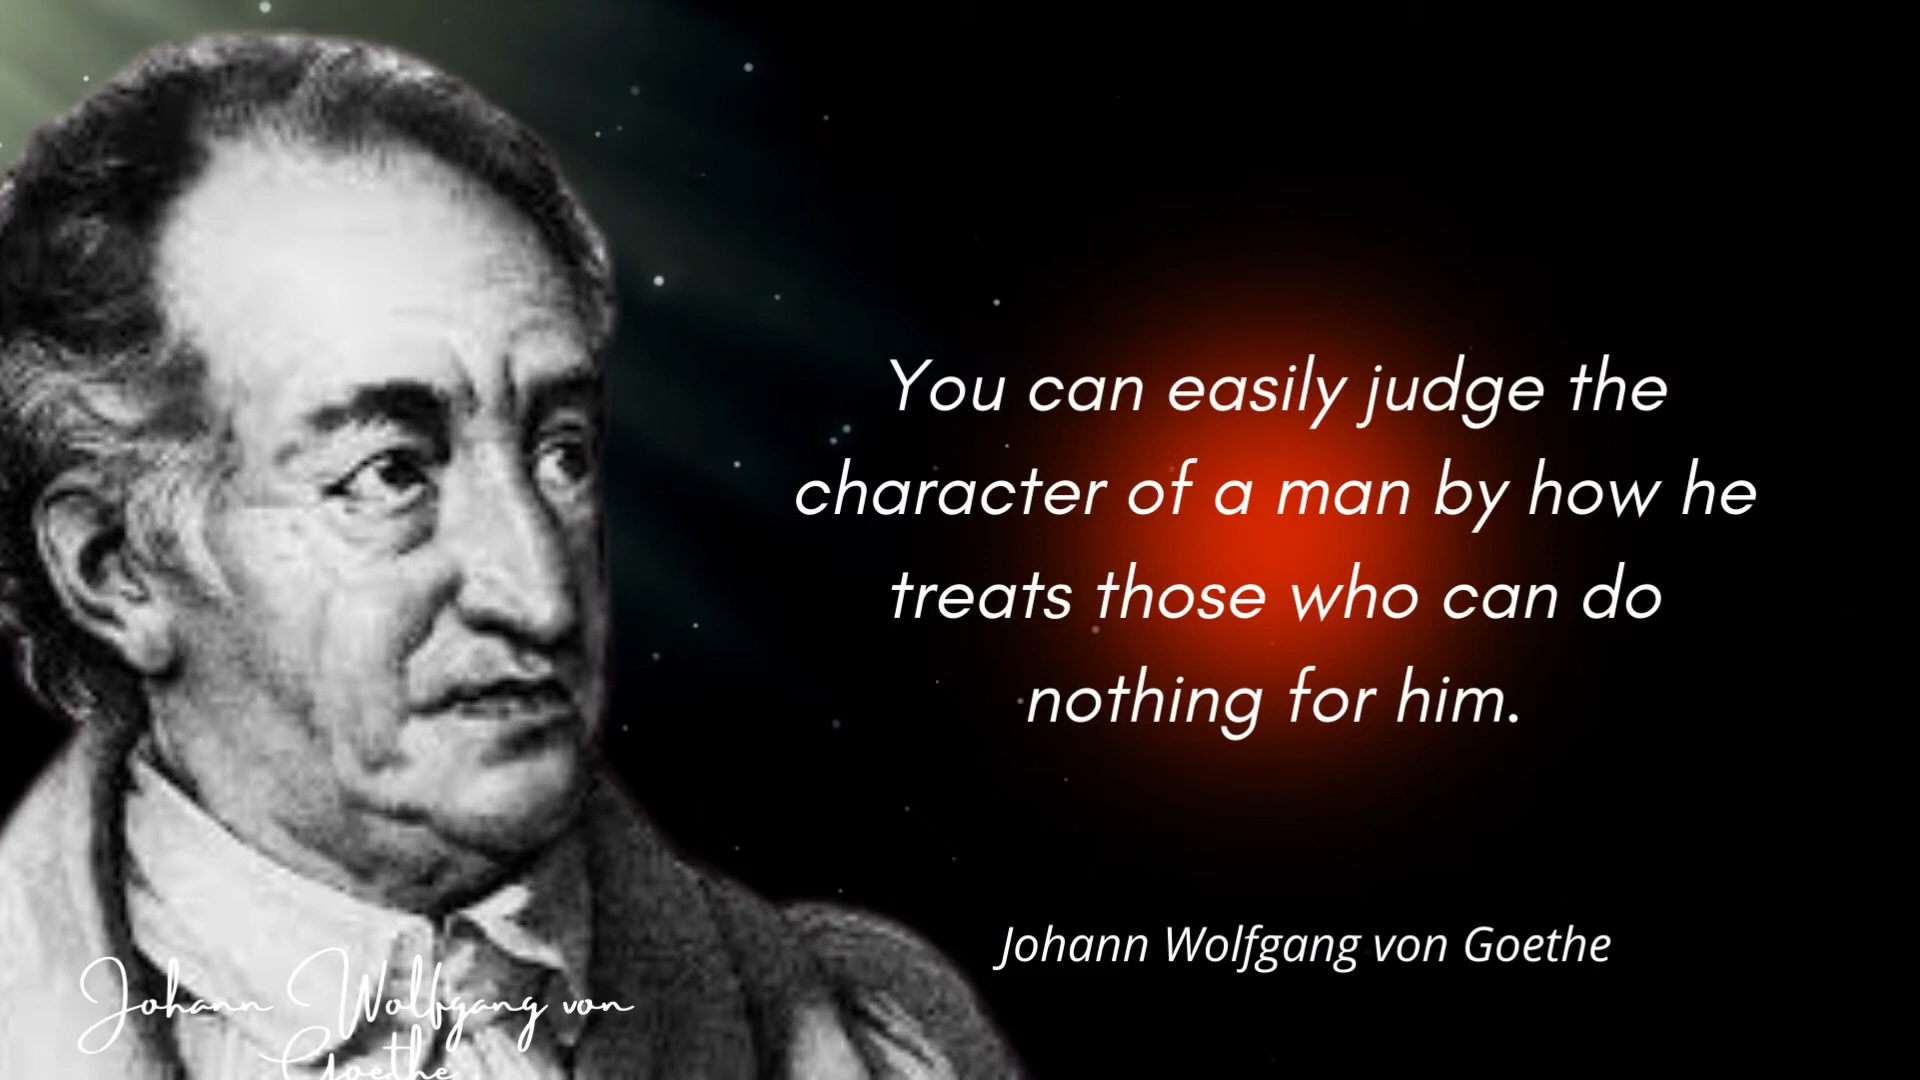 You can easily judge the
character of a man by how he
treats those who can do
nothing for him.
Johann Wolfgang von Goethe
Johann Wolfgang von
Goethe